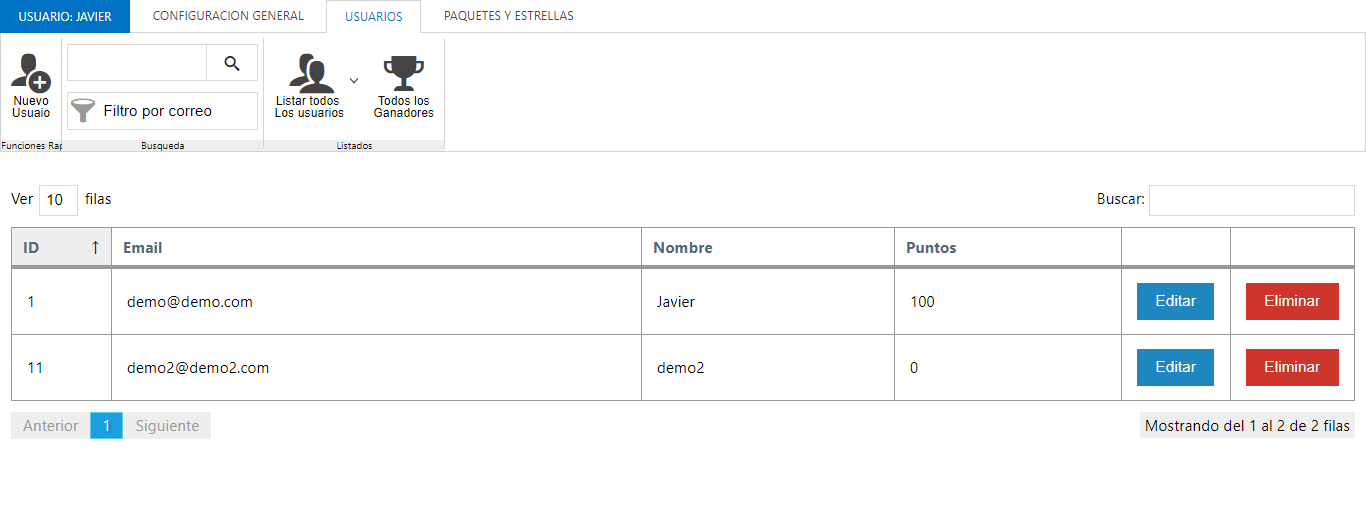 USUARIO: JAVIER CONFIGURACION GENERAL USUARIOS PAQUETES Y ESTRELLAS
Nuevo
Usuaio
Filtro por correo
Listar todos
Los usuarios
Todos los
Ganadores
Funciones Rap Busqueda Listados
Ver 10 filas Buscar:
ID ↑ Email Nombre Puntos
1 demo@demo.com Javier 100 Editar Eliminar
11 demo2@demo2.com demo2 0 Editar Eliminar
Anterior 1 Siguiente Mostrando del 1 al 2 de 2 filas